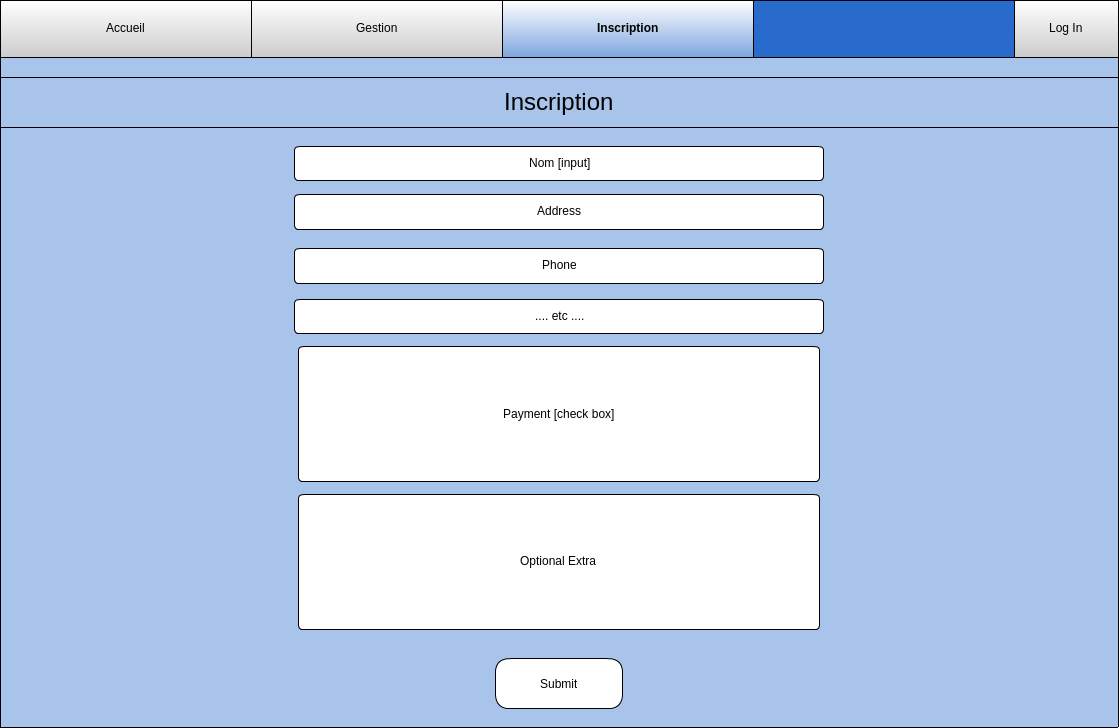 Accueil
Gestion
Inscription
Log In
Inscription
Nom [input]
Address
Phone
.... etc ....
Payment [check box]
Optional Extra
Submit